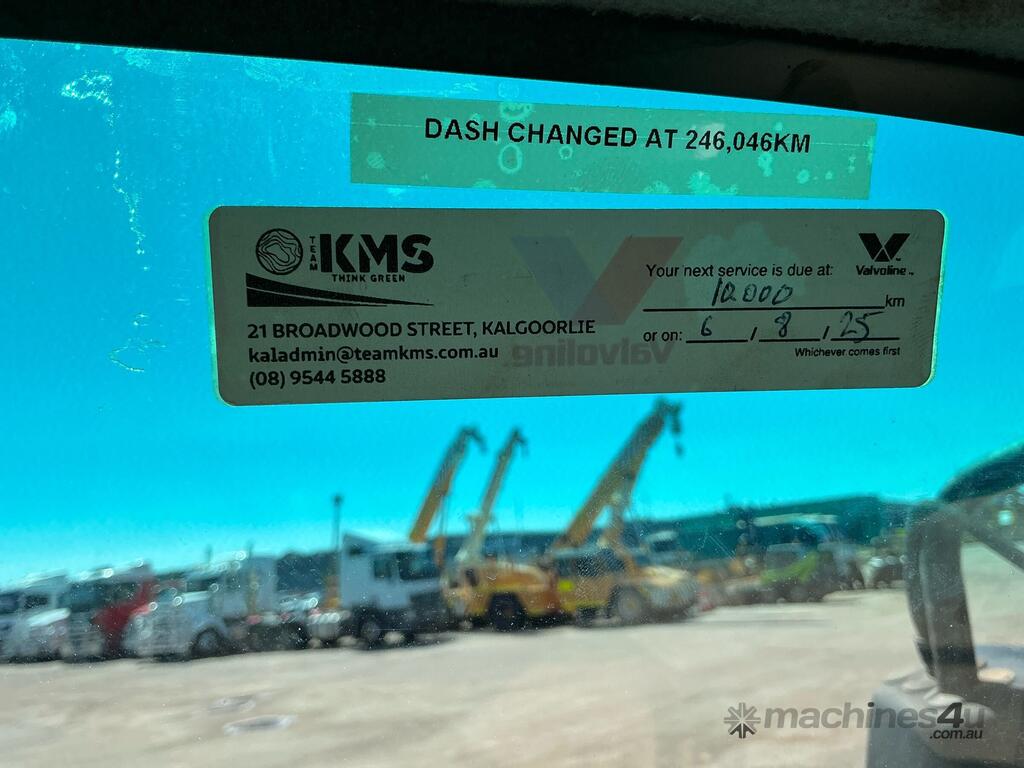 DASH CHANGED AT 246,046KM
TEAM KMS
THINK GREEN
21 BROADWOOD STREET, KALGOORLIE
kaladmin@teamkms.com.au
(08) 9544 5888
Your next service is due at:
10000 km
or on: 6 / 8 / 25
Whichever comes first
Valvoline™
Valvoline
machines4u
.com.au